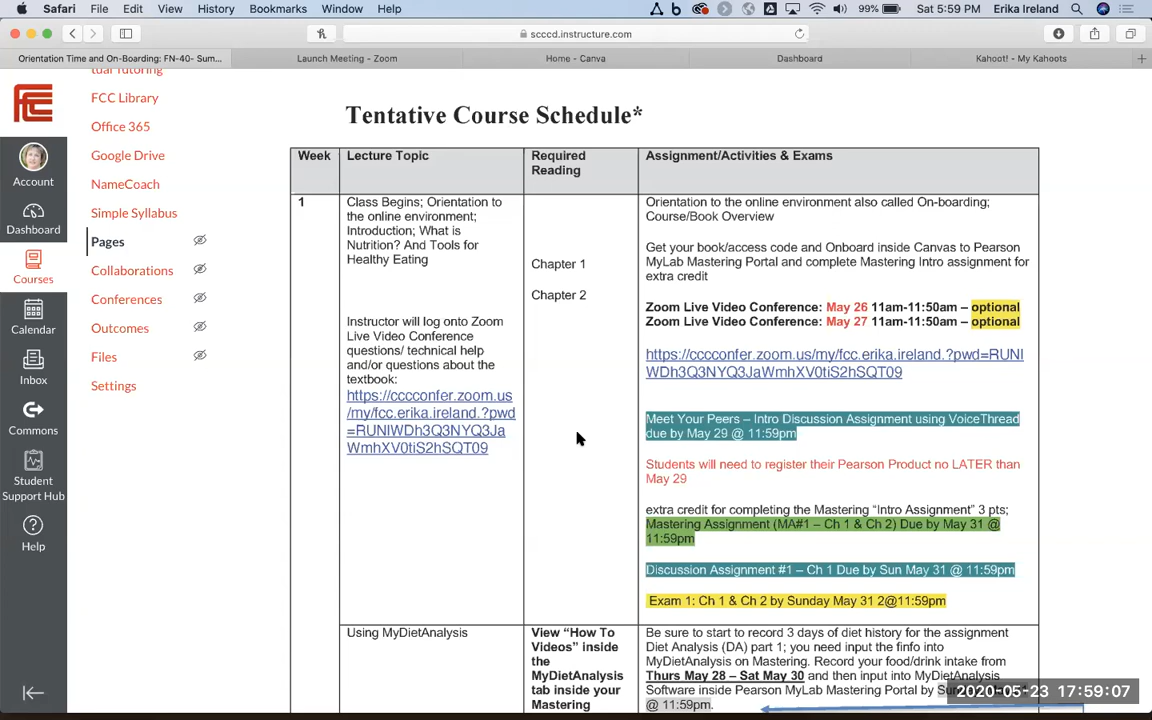 Safari File Edit View History Bookmarks Window Help 99% Sat 5:59 PM Erika Ireland
scccd.instructure.com
Orientation Time and On-Boarding: FN-40- Sum... Launch Meeting - Zoom Home - Canva Dashboard Kahoot! - My Kahoots
tual Tutoring
FCC Library
Office 365
Google Drive
NameCoach
Simple Syllabus
Pages
Collaborations
Conferences
Outcomes
Files
Settings
FCC
Account
Dashboard
Courses
Calendar
Inbox
Commons
Student
Support Hub
Help
Tentative Course Schedule*
Week
Lecture Topic
Required
Reading
Assignment/Activities & Exams
1
Class Begins; Orientation to
the online environment;
Introduction; What is
Nutrition? And Tools for
Healthy Eating
Instructor will log onto Zoom
Live Video Conference
questions/ technical help
and/or questions about the
textbook:
https://cccconfer.zoom.us
/my/fcc.erika.ireland.?pwd
=RUNIWDh3Q3NYQ3Ja
WmhXV0tiS2hSQT09
Chapter 1
Chapter 2
Orientation to the online environment also called On-boarding;
Course/Book Overview
Get your book/access code and Onboard inside Canvas to Pearson
MyLab Mastering Portal and complete Mastering Intro assignment for
extra credit
Zoom Live Video Conference: May 26 11am-11:50am – optional
Zoom Live Video Conference: May 27 11am-11:50am – optional
https://cccconfer.zoom.us/my/fcc.erika.ireland.?pwd=RUNI
WDh3Q3NYQ3JaWmhXV0tiS2hSQT09
Meet Your Peers – Intro Discussion Assignment using VoiceThread
due by May 29 @ 11:59pm
Students will need to register their Pearson Product no LATER than
May 29
extra credit for completing the Mastering “Intro Assignment” 3 pts;
Mastering Assignment (MA#1 – Ch 1 & Ch 2) Due by May 31 @
11:59pm
Discussion Assignment #1 – Ch 1 Due by Sun May 31 @ 11:59pm
Exam 1: Ch 1 & Ch 2 by Sunday May 31 2@11:59pm
Using MyDietAnalysis
View “How To
Videos” inside
the
MyDietAnalysis
tab inside your
Mastering
Be sure to start to record 3 days of diet history for the assignment
Diet Analysis (DA) part 1; you need input the finfo into
MyDietAnalysis on Mastering. Record your food/drink intake from
Thurs May 28 – Sat May 30 and then input into MyDietAnalysis
Software inside Pearson MyLab Mastering Portal by
@ 11:59pm.
2020-05-23 17:59:07